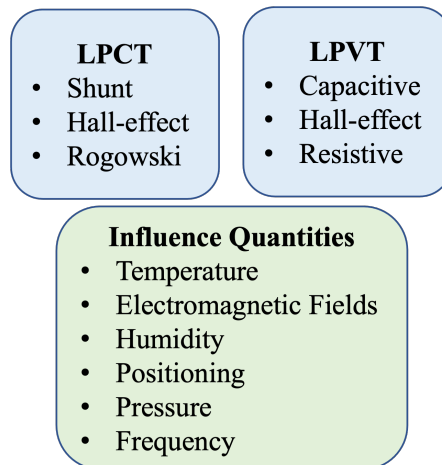 LPCT
• Shunt
• Hall-effect
• Rogowski
LPVT
• Capacitive
• Hall-effect
• Resistive
Influence Quantities
• Temperature
• Electromagnetic Fields
• Humidity
• Positioning
• Pressure
• Frequency